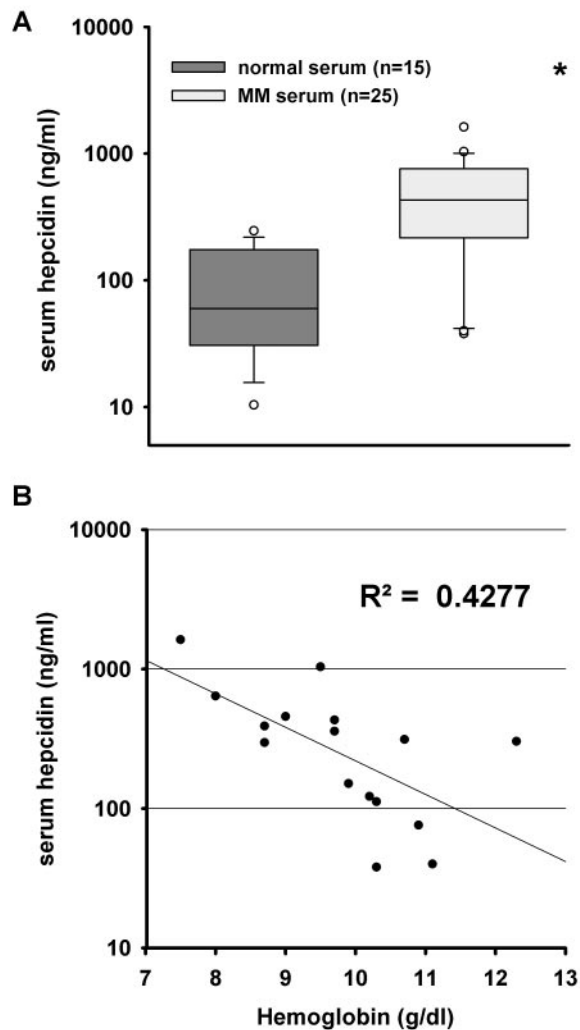 A
10000
1000
100
10
serum hepcidin (ng/ml)
normal serum (n=15)
MM serum (n=25)
*
B
10000
1000
100
10
serum hepcidin (ng/ml)
R² = 0.4277
7 8 9 10 11 12 13
Hemoglobin (g/dl)